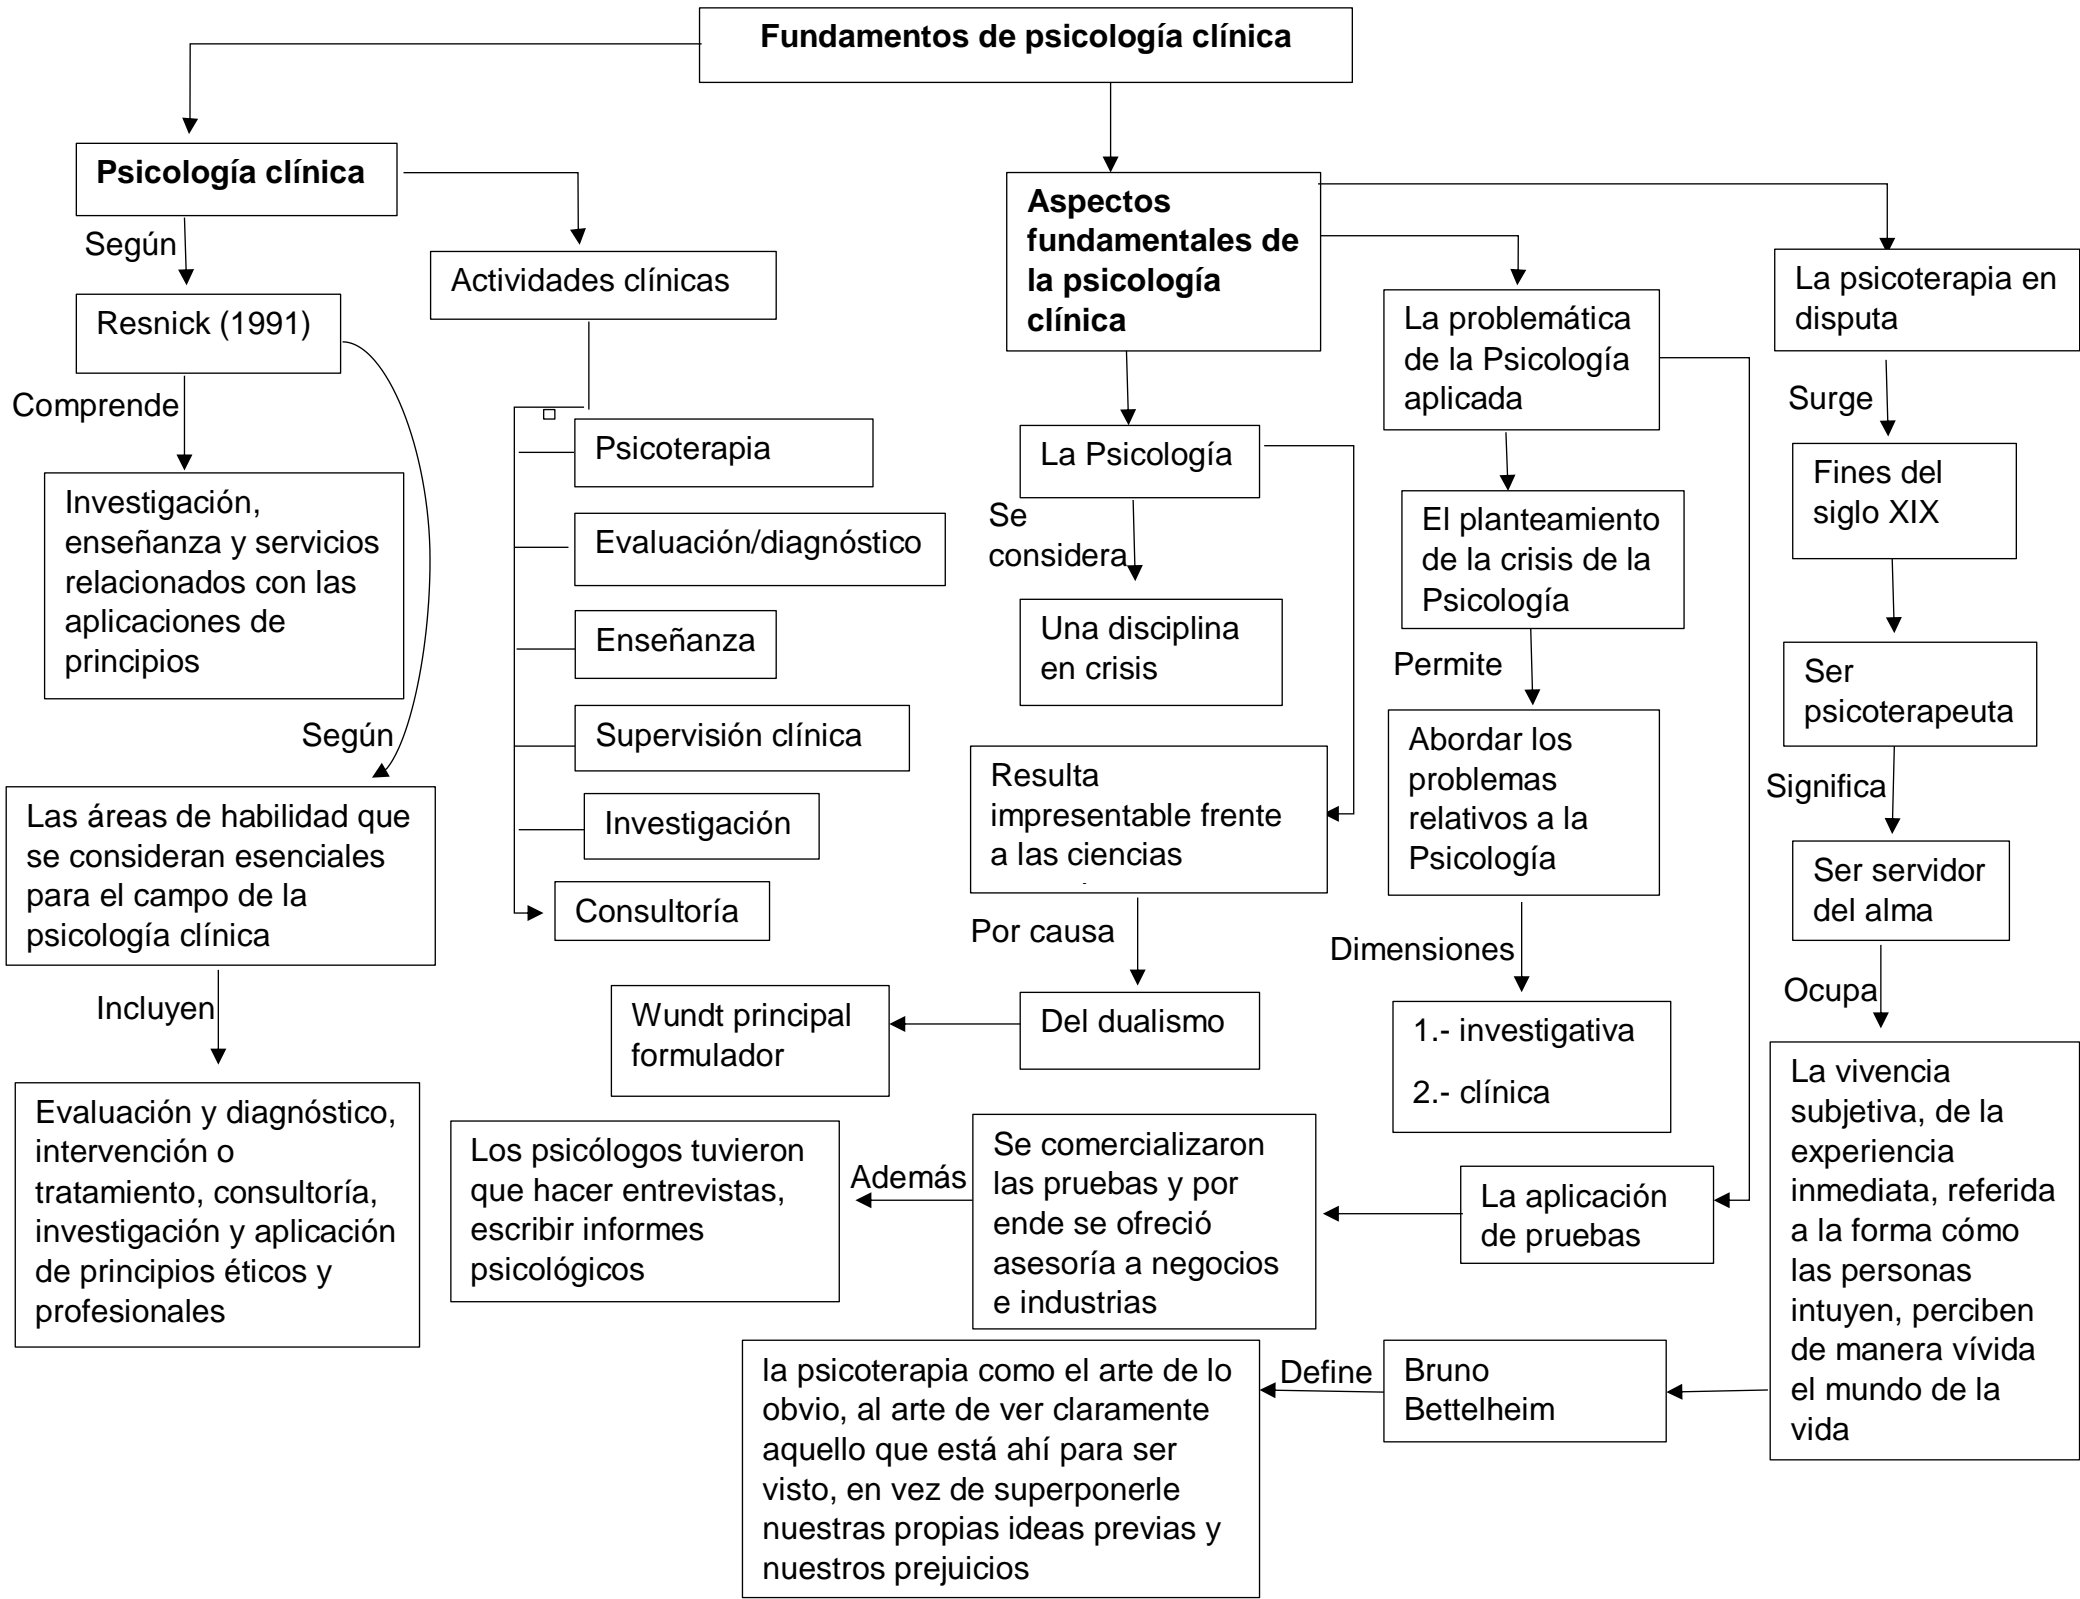 Fundamentos de psicología clínica
Psicología clínica
Según
Resnick (1991)
Comprende
Investigación,
enseñanza y servicios
relacionados con las
aplicaciones de
principios
Según
Las áreas de habilidad que
se consideran esenciales
para el campo de la
psicología clínica
Incluyen
Evaluación y diagnóstico,
intervención o
tratamiento, consultoría,
investigación y aplicación
de principios éticos y
profesionales
Actividades clínicas
Psicoterapia
Evaluación/diagnóstico
Enseñanza
Supervisión clínica
Investigación
Consultoría
Aspectos
fundamentales de
la psicología
clínica
La Psicología
Se
considera
Una disciplina
en crisis
Resulta
impresentable frente
a las ciencias
Por causa
Del dualismo
Wundt principal
formulador
La problemática
de la Psicología
aplicada
El planteamiento
de la crisis de la
Psicología
Permite
Abordar los
problemas
relativos a la
Psicología
Dimensiones
1.- investigativa
2.- clínica
La aplicación
de pruebas
Se comercializaron
las pruebas y por
ende se ofreció
asesoría a negocios
e industrias
Además
Los psicólogos tuvieron
que hacer entrevistas,
escribir informes
psicológicos
La psicoterapia en
disputa
Surge
Fines del
siglo XIX
Ser
psicoterapeuta
Significa
Ser servidor
del alma
Ocupa
La vivencia
subjetiva, de la
experiencia
inmediata, referida
a la forma cómo
las personas
intuyen, perciben
de manera vívida
el mundo de la
vida
Bruno
Bettelheim
Define
la psicoterapia como el arte de lo
obvio, al arte de ver claramente
aquello que está ahí para ser
visto, en vez de superponerle
nuestras propias ideas previas y
nuestros prejuicios